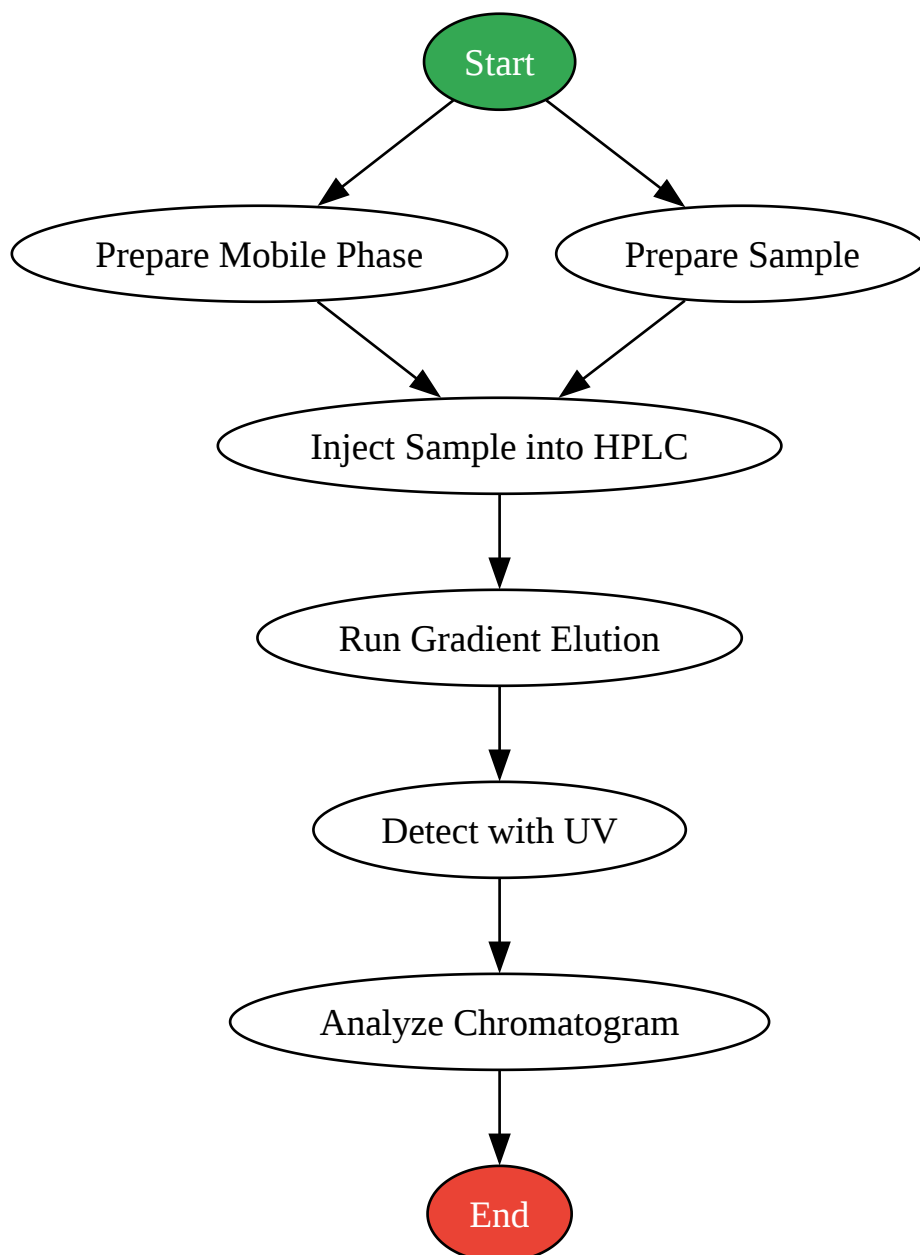 Start
Prepare Mobile Phase
Prepare Sample
Inject Sample into HPLC
Run Gradient Elution
Detect with UV
Analyze Chromatogram
End